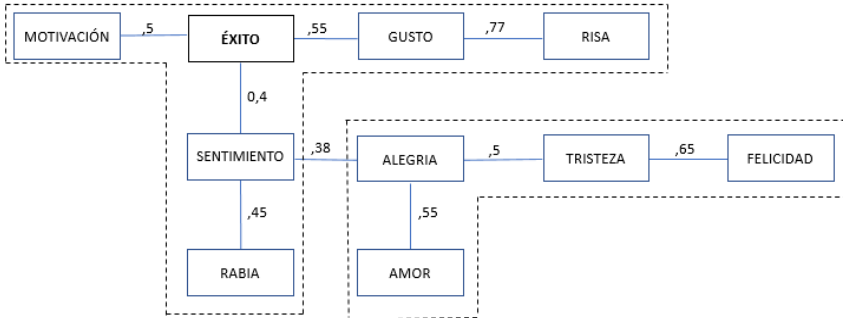 MOTIVACIÓN ,5 ÉXITO ,55 GUSTO ,77 RISA
0,4
SENTIMIENTO ,38 ALEGRIA ,5 TRISTEZA ,65 FELICIDAD
,45 ,55
RABIA AMOR